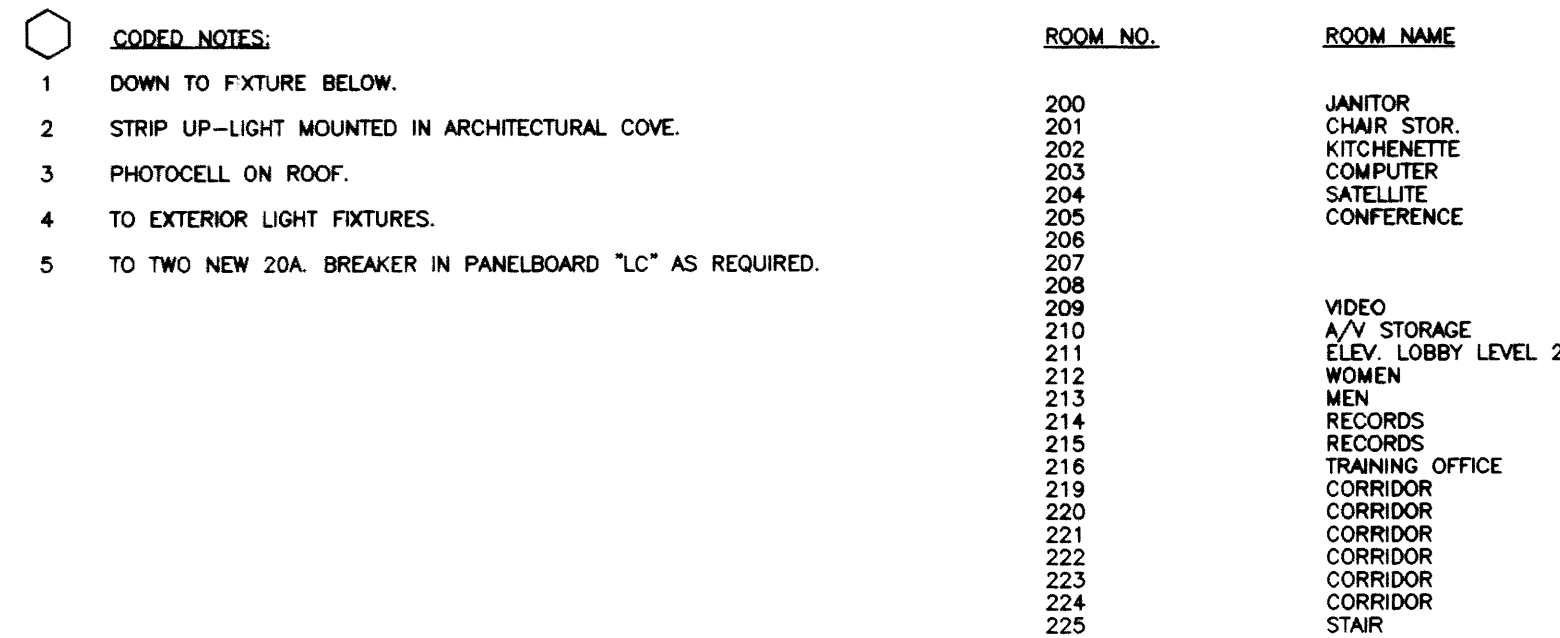 CODED NOTES:
1 DOWN TO FIXTURE BELOW.
2 STRIP UP-LIGHT MOUNTED IN ARCHITECTURAL COVE.
3 PHOTOCELL ON ROOF.
4 TO EXTERIOR LIGHT FIXTURES.
5 TO TWO NEW 20A. BREAKER IN PANELBOARD "LC" AS REQUIRED.
ROOM NO. ROOM NAME
200 JANITOR
201 CHAIR STOR.
202 KITCHENETTE
203 COMPUTER
204 SATELLITE
205 CONFERENCE
206
207
208
209 VIDEO
210 A/V STORAGE
211 ELEV. LOBBY LEVEL 2
212 WOMEN
213 MEN
214 RECORDS
215 RECORDS
216 TRAINING OFFICE
219 CORRIDOR
220 CORRIDOR
221 CORRIDOR
222 CORRIDOR
223 CORRIDOR
224 CORRIDOR
225 STAIR